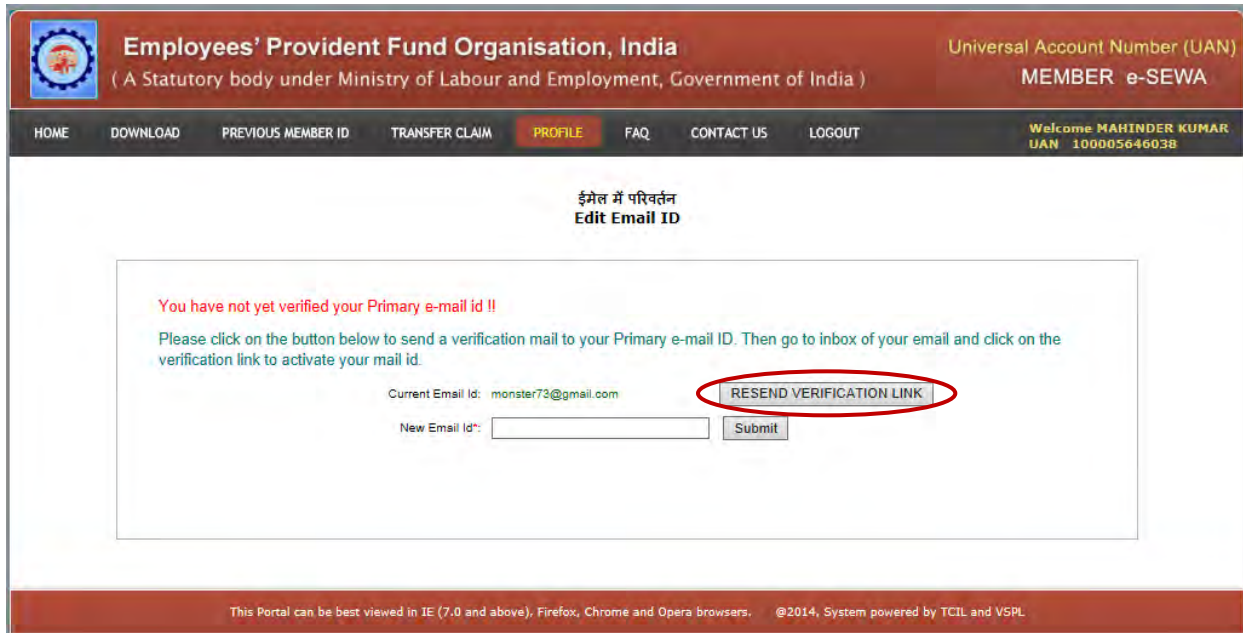 Employees' Provident Fund Organisation, India
( A Statutory body under Ministry of Labour and Employment, Government of India )
Universal Account Number (UAN)
MEMBER e-SEWA
HOME DOWNLOAD PREVIOUS MEMBER ID TRANSFER CLAIM PROFILE FAQ CONTACT US LOGOUT
Welcome MAHINDER KUMAR
UAN 100005646038
ईमेल में परिवर्तन
Edit Email ID
You have not yet verified your Primary e-mail id !!
Please click on the button below to send a verification mail to your Primary e-mail ID. Then go to inbox of your email and click on the
verification link to activate your mail id.
Current Email Id: monster73@gmail.com RESEND VERIFICATION LINK
New Email Id*: Submit
This Portal can be best viewed in IE (7.0 and above), Firefox, Chrome and Opera browsers. @2014, System powered by TCIL and VSPL